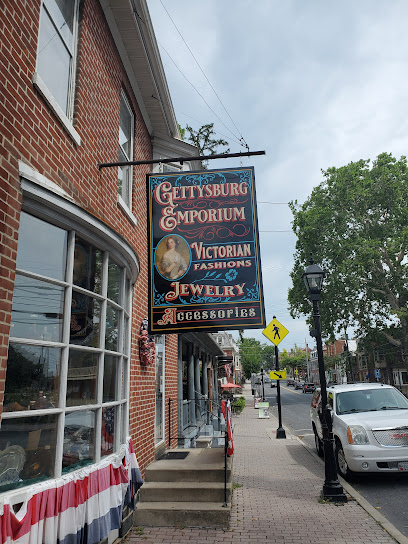 Gettysburg
Emporium
Victorian
Fashions
Jewelry
Accessories